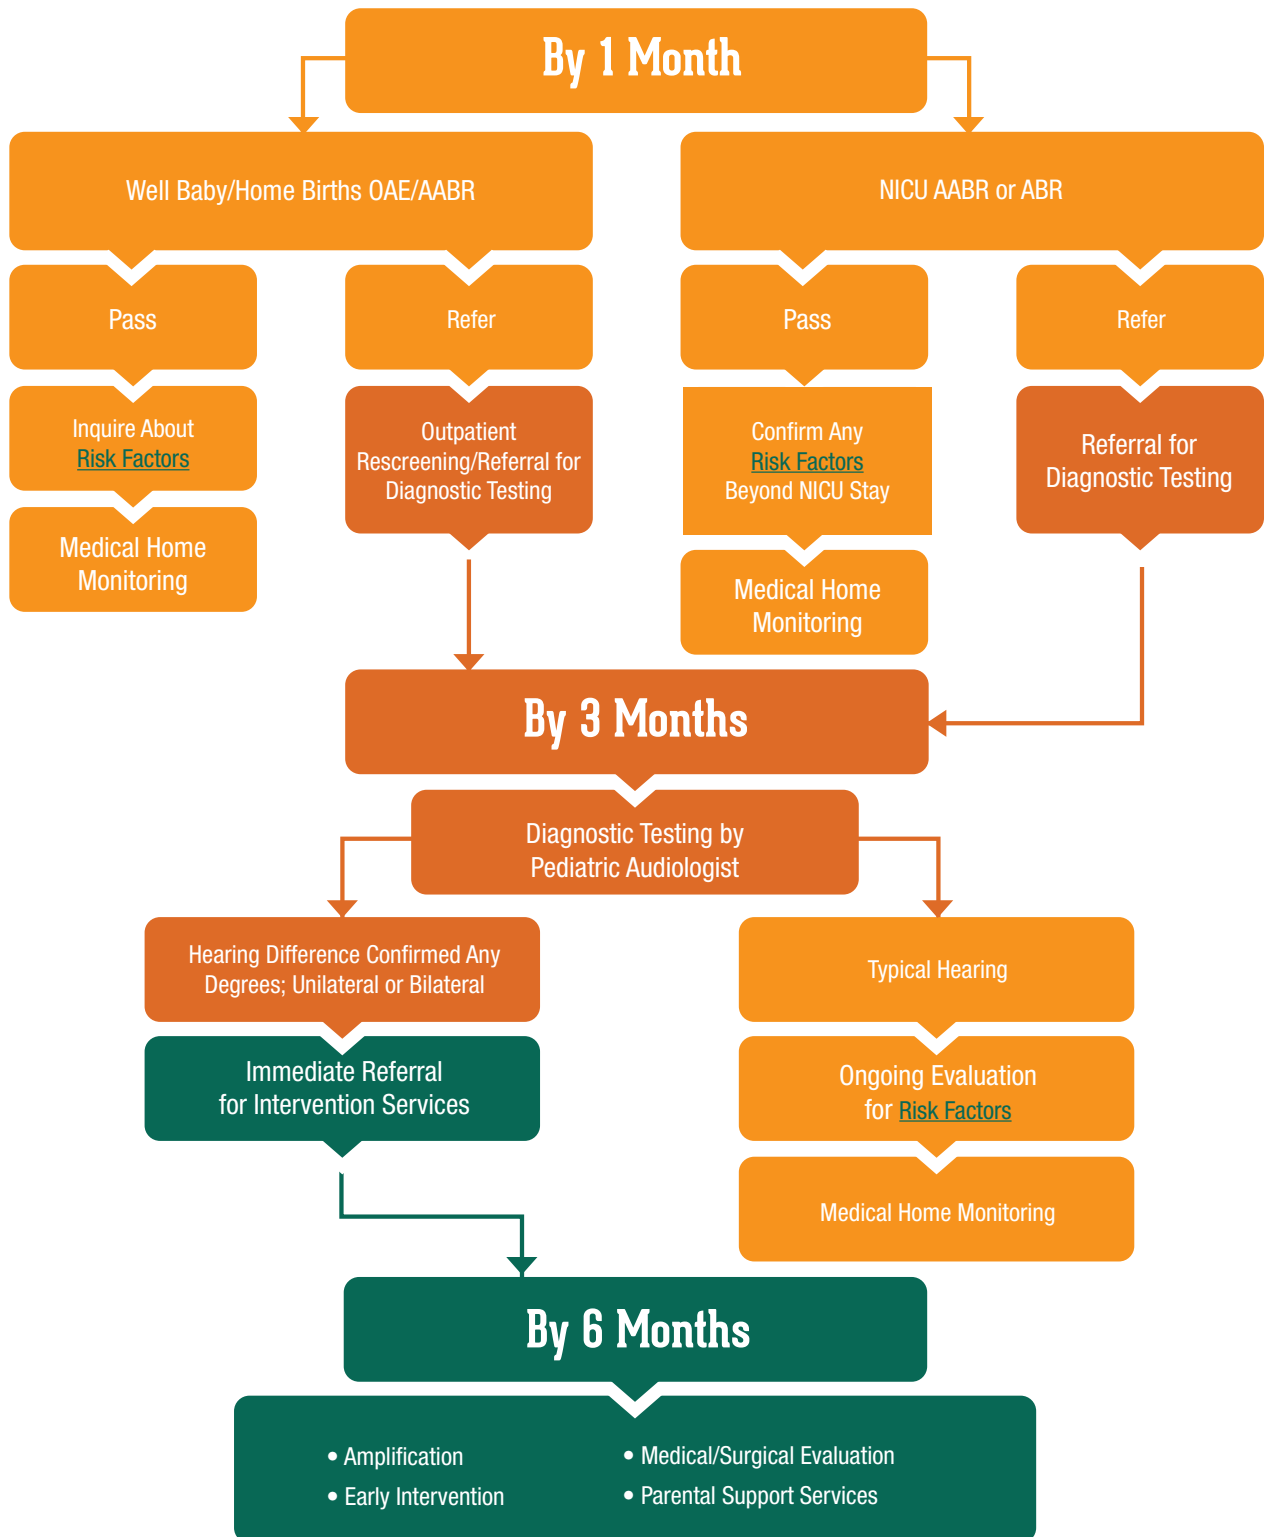 By 1 Month
Well Baby/Home Births OAE/AABR
NICU AABR or ABR
Pass
Refer
Pass
Refer
Inquire About
Risk Factors
Outpatient
Rescreening/Referral for
Diagnostic Testing
Confirm Any
Risk Factors
Beyond NICU Stay
Referral for
Diagnostic Testing
Medical Home
Monitoring
Medical Home
Monitoring
By 3 Months
Diagnostic Testing by
Pediatric Audiologist
Hearing Difference Confirmed Any
Degrees; Unilateral or Bilateral
Typical Hearing
Immediate Referral
for Intervention Services
Ongoing Evaluation
for Risk Factors
Medical Home Monitoring
By 6 Months
• Amplification
• Early Intervention
• Medical/Surgical Evaluation
• Parental Support Services